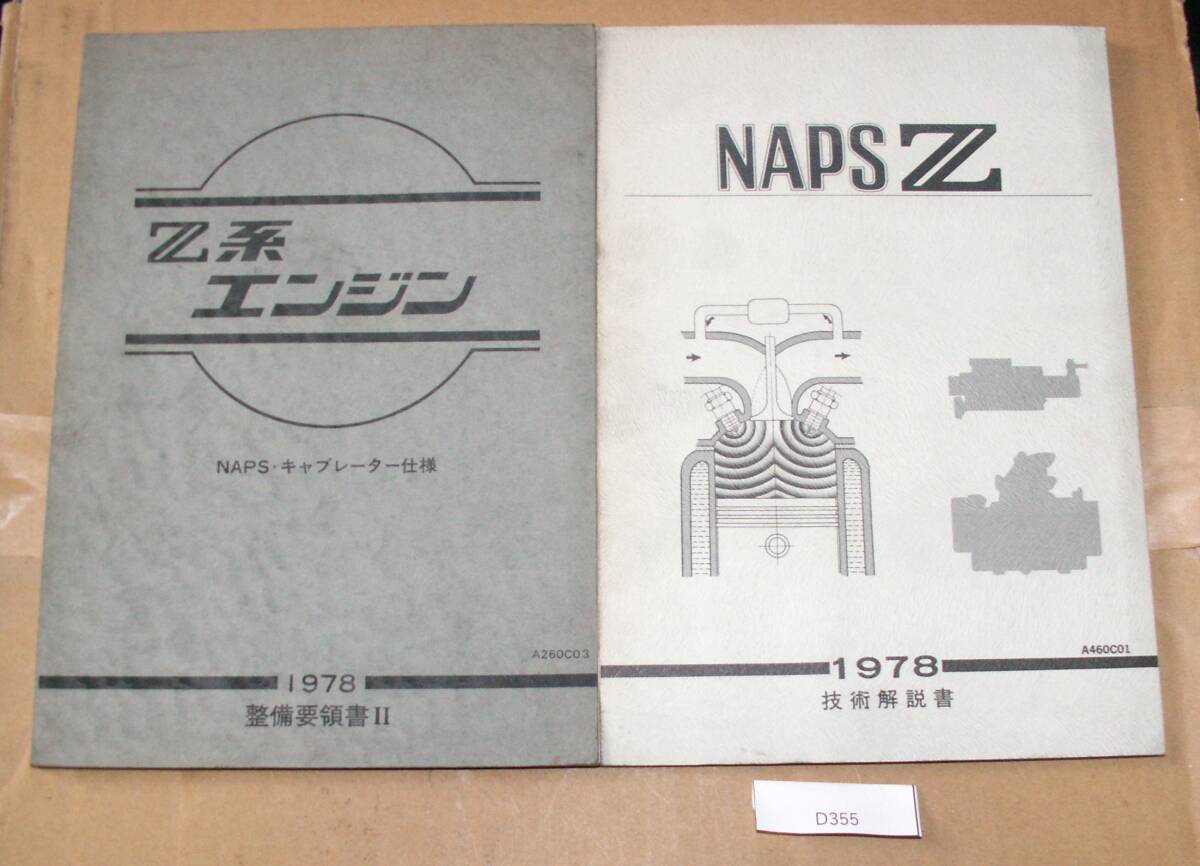 Z系
エンジン
NAPS・キャブレーター仕様
A260C03
1978
整備要領書II
NAPS Z
A460C01
1978
技術解説書
D355